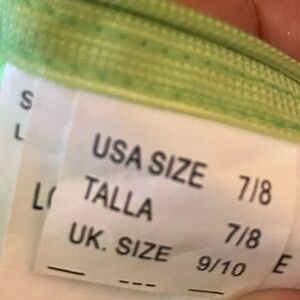 USA SIZE 7/8
TALLA 7/8
UK. SIZE 9/10